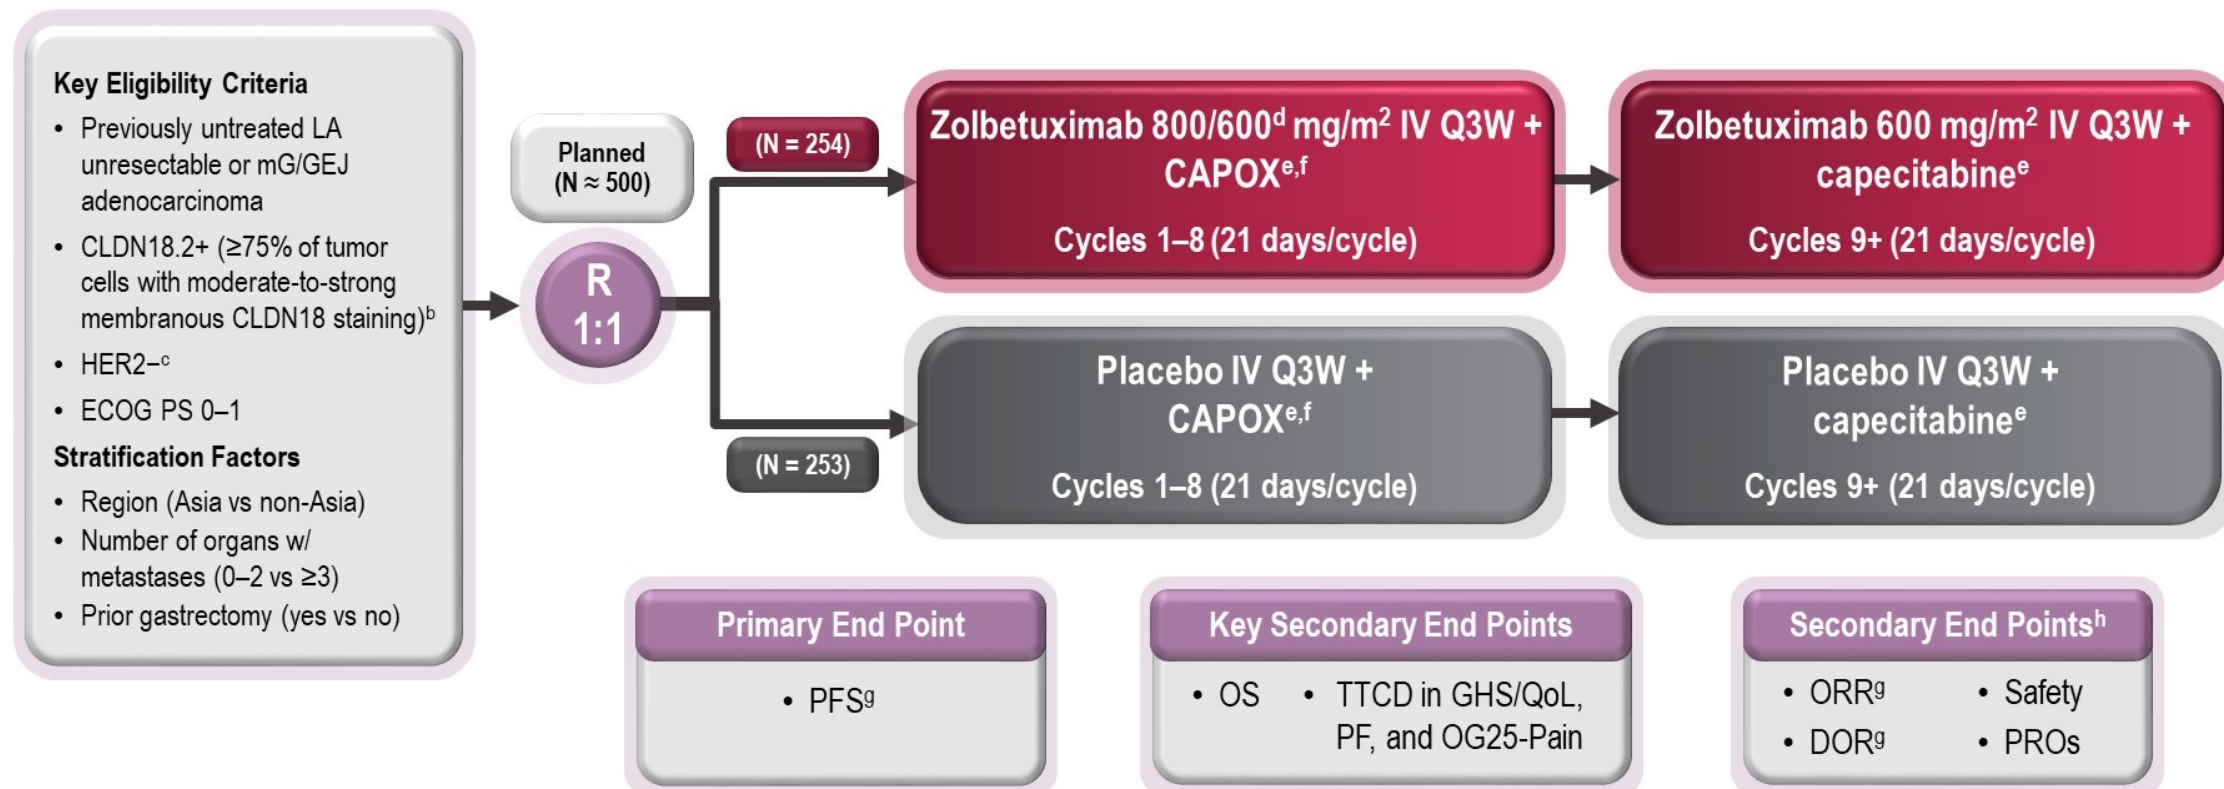 Key Eligibility Criteria
• Previously untreated LA
unresectable or mG/GEJ
adenocarcinoma
• CLDN18.2+ (≥75% of tumor
cells with moderate-to-strong
membranous CLDN18 staining)ᵇ
• HER2−ᶜ
• ECOG PS 0–1
Stratification Factors
• Region (Asia vs non-Asia)
• Number of organs w/
metastases (0–2 vs ≥3)
• Prior gastrectomy (yes vs no)
Planned
(N ≈ 500)
R
1:1
(N = 254)
Zolbetuximab 800/600ᵈ mg/m² IV Q3W +
CAPOXᵉ,ᶠ
Cycles 1–8 (21 days/cycle)
Zolbetuximab 600 mg/m² IV Q3W +
capecitabineᵉ
Cycles 9+ (21 days/cycle)
(N = 253)
Placebo IV Q3W +
CAPOXᵉ,ᶠ
Cycles 1–8 (21 days/cycle)
Placebo IV Q3W +
capecitabineᵉ
Cycles 9+ (21 days/cycle)
Primary End Point
• PFSᵍ
Key Secondary End Points
• OS • TTCD in GHS/QoL,
PF, and OG25-Pain
Secondary End Pointsʰ
• ORRᵍ • Safety
• DORᵍ • PROs